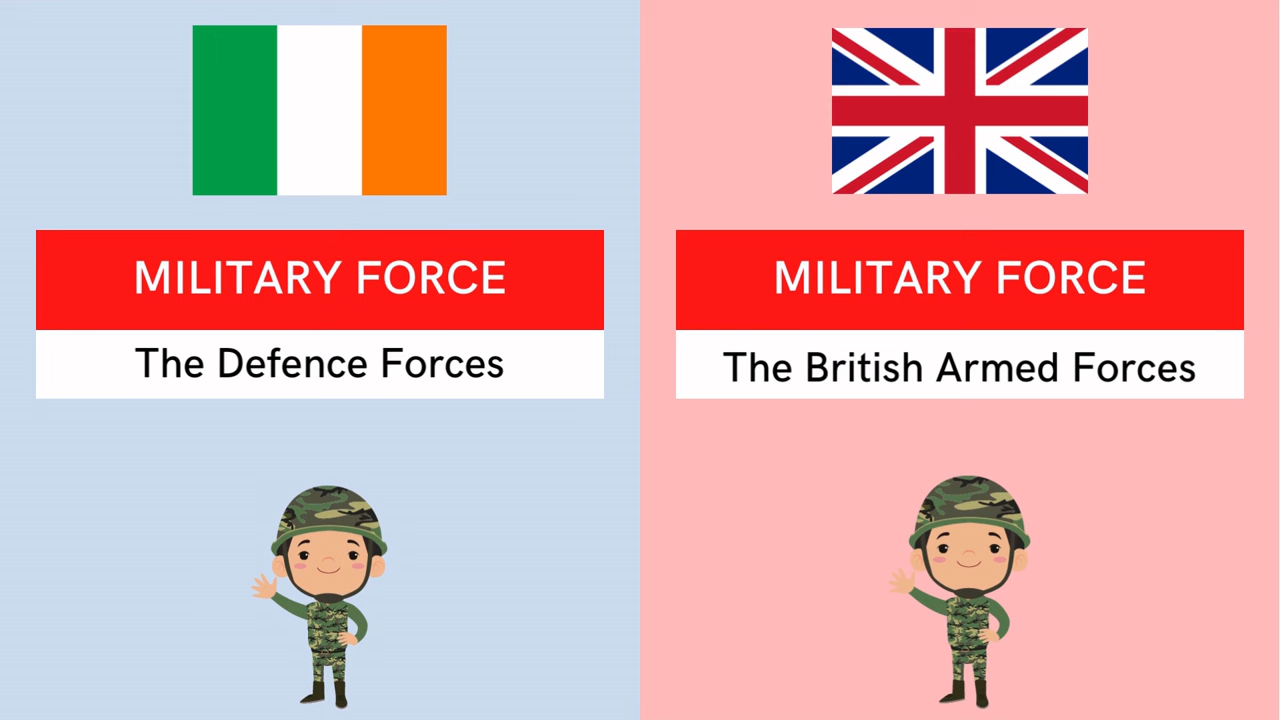 MILITARY FORCE
The Defence Forces
MILITARY FORCE
The British Armed Forces